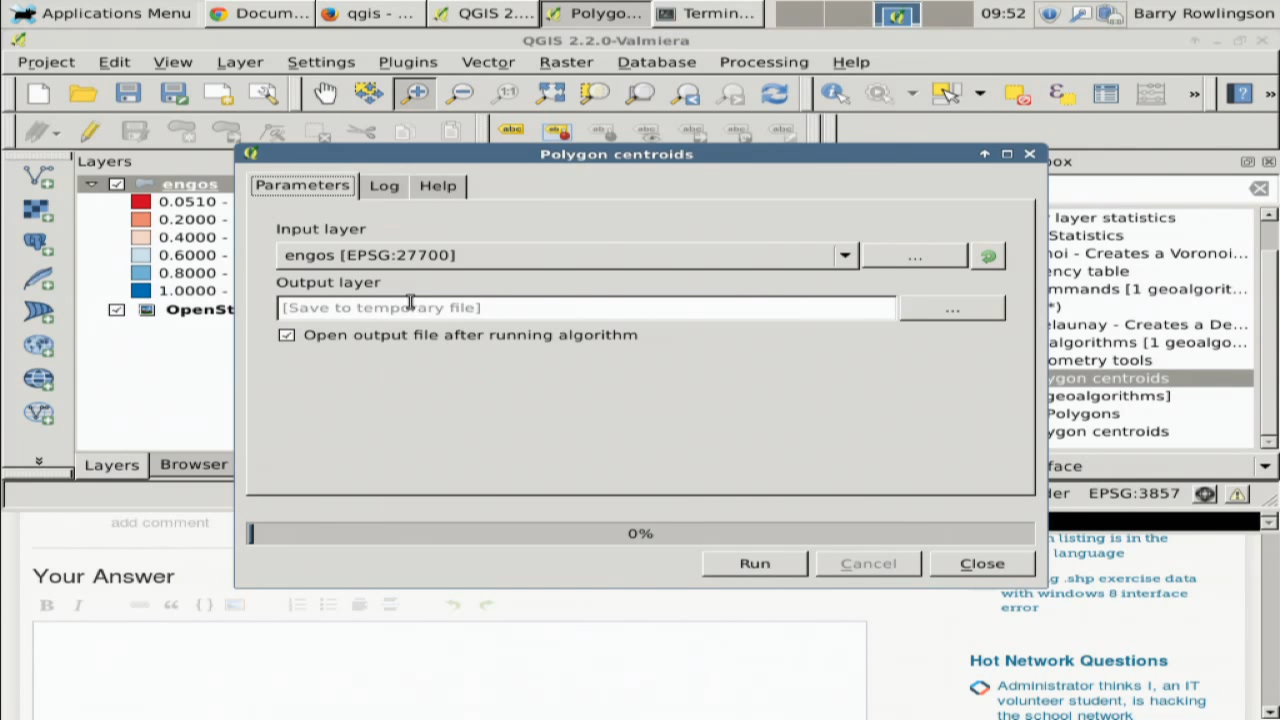 Applications Menu Docum... qgis - ... QGIS 2.... Polygo... Termin... 09:52 Barry Rowlingson
QGIS 2.2.0-Valmiera
Project Edit View Layer Settings Plugins Vector Raster Database Processing Help
Layers
engos
0.0510 -
0.2000 -
0.4000 -
0.6000 -
0.8000 -
1.0000 -
OpenSt
Layers Browser
Polygon centroids
Parameters Log Help
Input layer
engos [EPSG:27700]
...
Output layer
[Save to temporary file]
...
Open output file after running algorithm
0%
Run Cancel Close
box
layer statistics
Statistics
noi - Creates a Voronoi...
ency table
mmands [1 geoalgorit...
*)
elaunay - Creates a De...
algorithms [1 geoalgo...
ometry tools
ygon centroids
geoalgorithms]
Polygons
ygon centroids
face
der EPSG:3857
add comment
Your Answer
B I
listing is in the
language
.shp exercise data
with windows 8 interface
error
Hot Network Questions
Administrator thinks I, an IT
volunteer student, is hacking
the school network